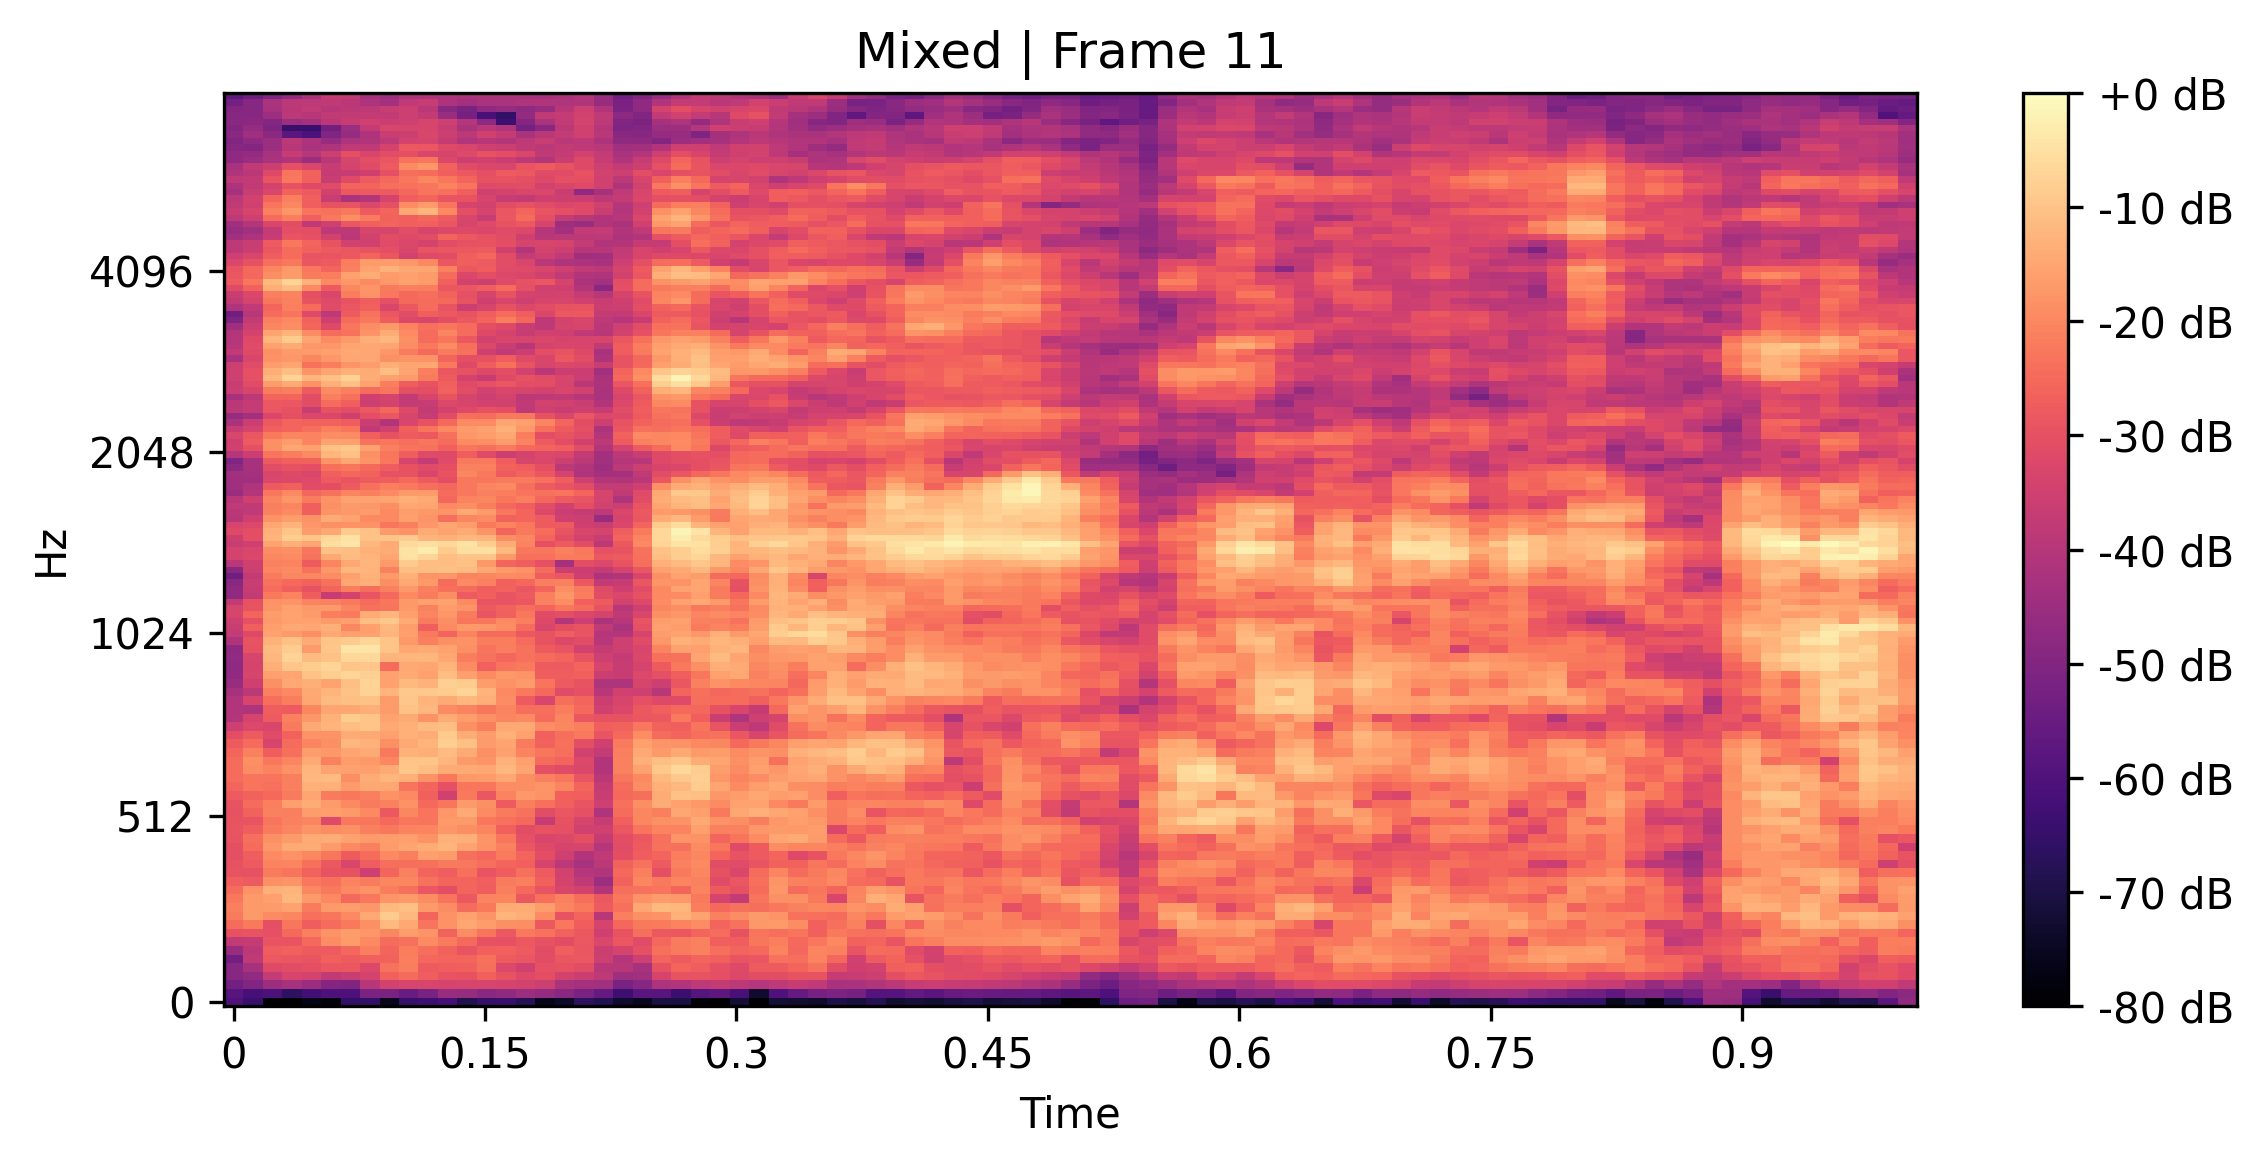 Mixed | Frame 11
+0 dB
-10 dB
-20 dB
-30 dB
-40 dB
-50 dB
-60 dB
-70 dB
-80 dB
Hz
4096
2048
1024
512
0
0 0.15 0.3 0.45 0.6 0.75 0.9
Time